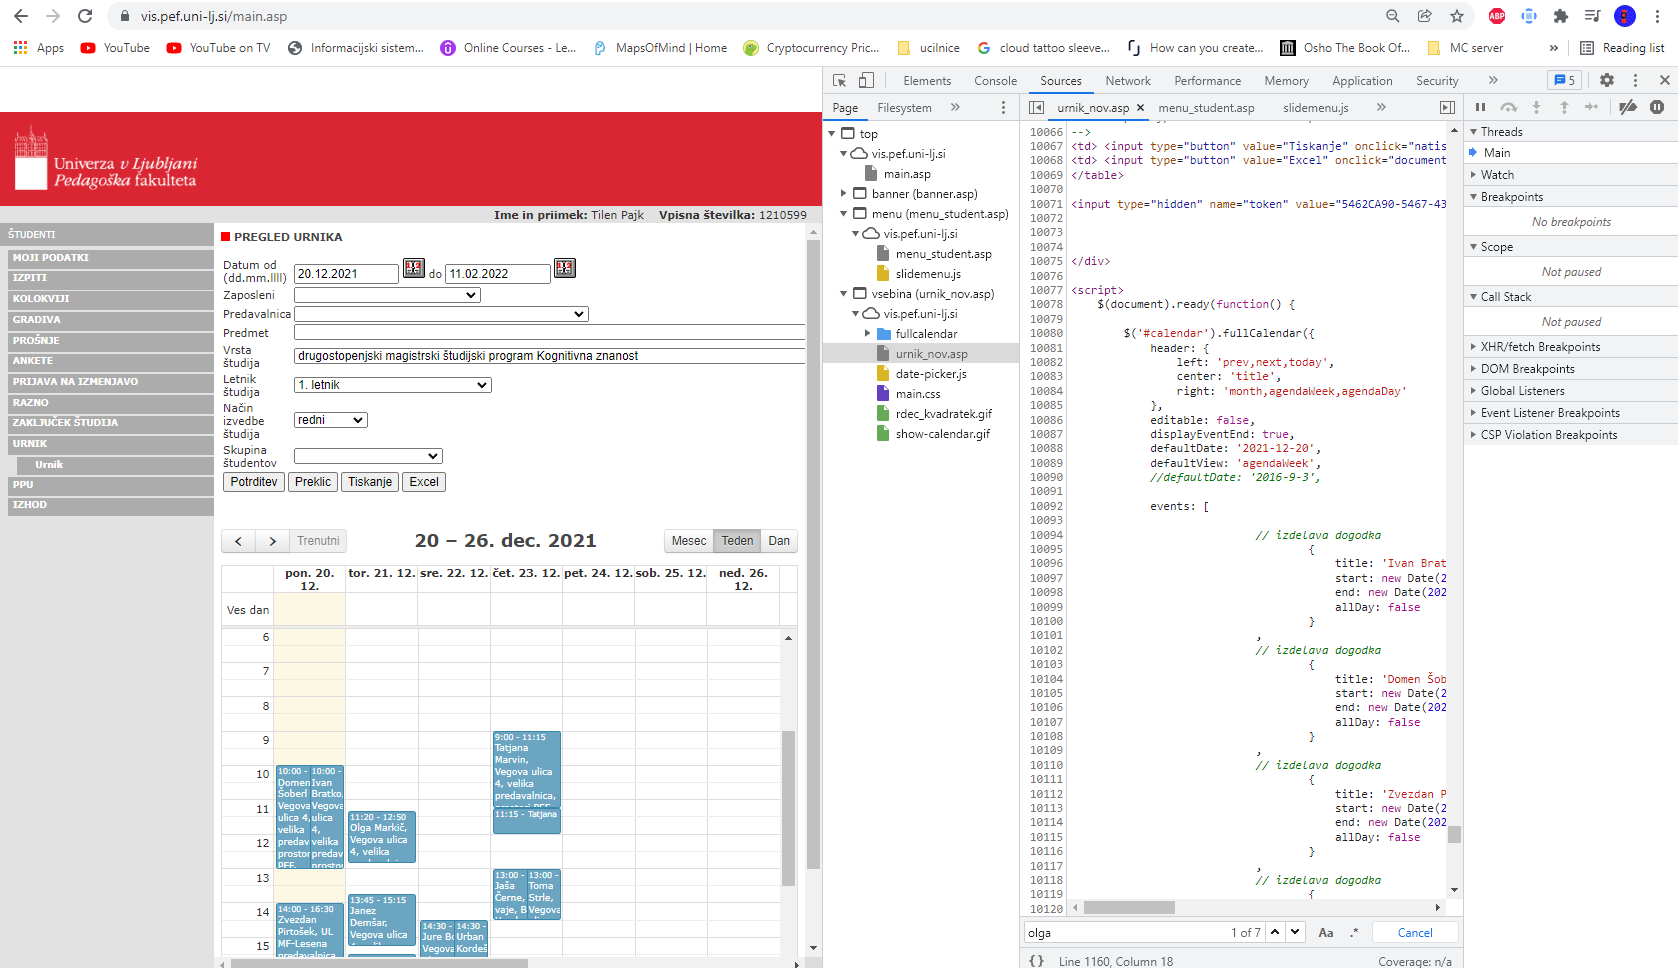 vis.pef.uni-lj.si/main.asp
Apps YouTube YouTube on TV Informacijski sistem... Online Courses - Le... MapsOfMind | Home Cryptocurrency Pric... ucilnice cloud tattoo sleeve... How can you create... Osho The Book Of... MC server » Reading list
Univerza v Ljubljani
Pedagoška fakulteta
Ime in priimek: Tilen Pajk Vpisna številka: 1210599
ŠTUDENTI
MOJI PODATKI
IZPITI
KOLOKVIJI
GRADIVA
PROŠNJE
ANKETE
PRIJAVA NA IZMENJAVO
RAZNO
ZAKLJUČEK ŠTUDIJA
URNIK
Urnik
PPU
IZHOD
PREGLED URNIKA
Datum od
(dd.mm.llll) 20.12.2021 do 11.02.2022
Zaposleni
Predavalnica
Predmet
Vrsta
študija drugostopenjski magistrski študijski program Kognitivna znanost
Letnik
študija 1. letnik
Način
izvedbe
študija redni
Skupina
študentov
Potrditev Preklic Tiskanje Excel
Trenutni 20 – 26. dec. 2021 Mesec Teden Dan
pon. 20. 12. tor. 21. 12. sre. 22. 12. čet. 23. 12. pet. 24. 12. sob. 25. 12. ned. 26. 12.
Ves dan
6
7
8
9
10
11
12
13
14
15
10:00 -
Domen
Šoberl
Vegova
ulica 4,
velika
predav
prostor
PFF.
10:00 -
Ivan
Bratko,
Vegova
ulica
4,
velika
predav
prostor
14:00 - 16:30
Zvezdan
Pirtošek, UL
MF-Lesena
predavalnica
11:20 - 12:50
Olga Markič,
Vegova ulica
4, velika
13:45 - 15:15
Janez
Demšar,
Vegova ulica
14:30 -
Jure Be
Vegova
14:30 -
Urban
Kordeš
9:00 - 11:15
Tatjana
Marvin,
Vegova ulica
4, velika
predavalnica,
prostori PEF
11:15 - Tatjana
13:00 -
Jaša
Černe,
vaje, B
13:00 -
Toma
Strle,
Vegova
Elements Console Sources Network Performance Memory Application Security » 5
Page Filesystem »
top
vis.pef.uni-lj.si
main.asp
banner (banner.asp)
menu (menu_student.asp)
vis.pef.uni-lj.si
menu_student.asp
slidemenu.js
vsebina (urnik_nov.asp)
vis.pef.uni-lj.si
fullcalendar
urnik_nov.asp
date-picker.js
main.css
rdec_kvadratek.gif
show-calendar.gif
urnik_nov.asp × menu_student.asp slidemenu.js »
10066 -->
10067 <td> <input type="button" value="Tiskanje" onclick="natis
10068 <td> <input type="button" value="Excel" onclick="document
10069 </table>
10070
10071 <input type="hidden" name="token" value="5462CA90-5467-43
10072
10073
10074
10075 </div>
10076
10077 <script>
10078 $(document).ready(function() {
10079
10080 $('#calendar').fullCalendar({
10081 header: {
10082 left: 'prev,next,today',
10083 center: 'title',
10084 right: 'month,agendaWeek,agendaDay'
10085 },
10086 editable: false,
10087 displayEventEnd: true,
10088 defaultDate: '2021-12-20',
10089 defaultView: 'agendaWeek',
10090 //defaultDate: '2016-9-3',
10091
10092 events: [
10093
10094 // izdelava dogodka
10095 {
10096 title: 'Ivan Brat
10097 start: new Date(2
10098 end: new Date(202
10099 allDay: false
10100 }
10101 ,
10102 // izdelava dogodka
10103 {
10104 title: 'Domen Šob
10105 start: new Date(2
10106 end: new Date(202
10107 allDay: false
10108 }
10109 ,
10110 // izdelava dogodka
10111 {
10112 title: 'Zvezdan P
10113 start: new Date(2
10114 end: new Date(202
10115 allDay: false
10116 }
10117 ,
10118 // izdelava dogodka
10119 {
10120
olga 1 of 7 Aa .* Cancel
{} Line 1160, Column 18 Coverage: n/a
Threads
Main
Watch
Breakpoints
No breakpoints
Scope
Not paused
Call Stack
Not paused
XHR/fetch Breakpoints
DOM Breakpoints
Global Listeners
Event Listener Breakpoints
CSP Violation Breakpoints